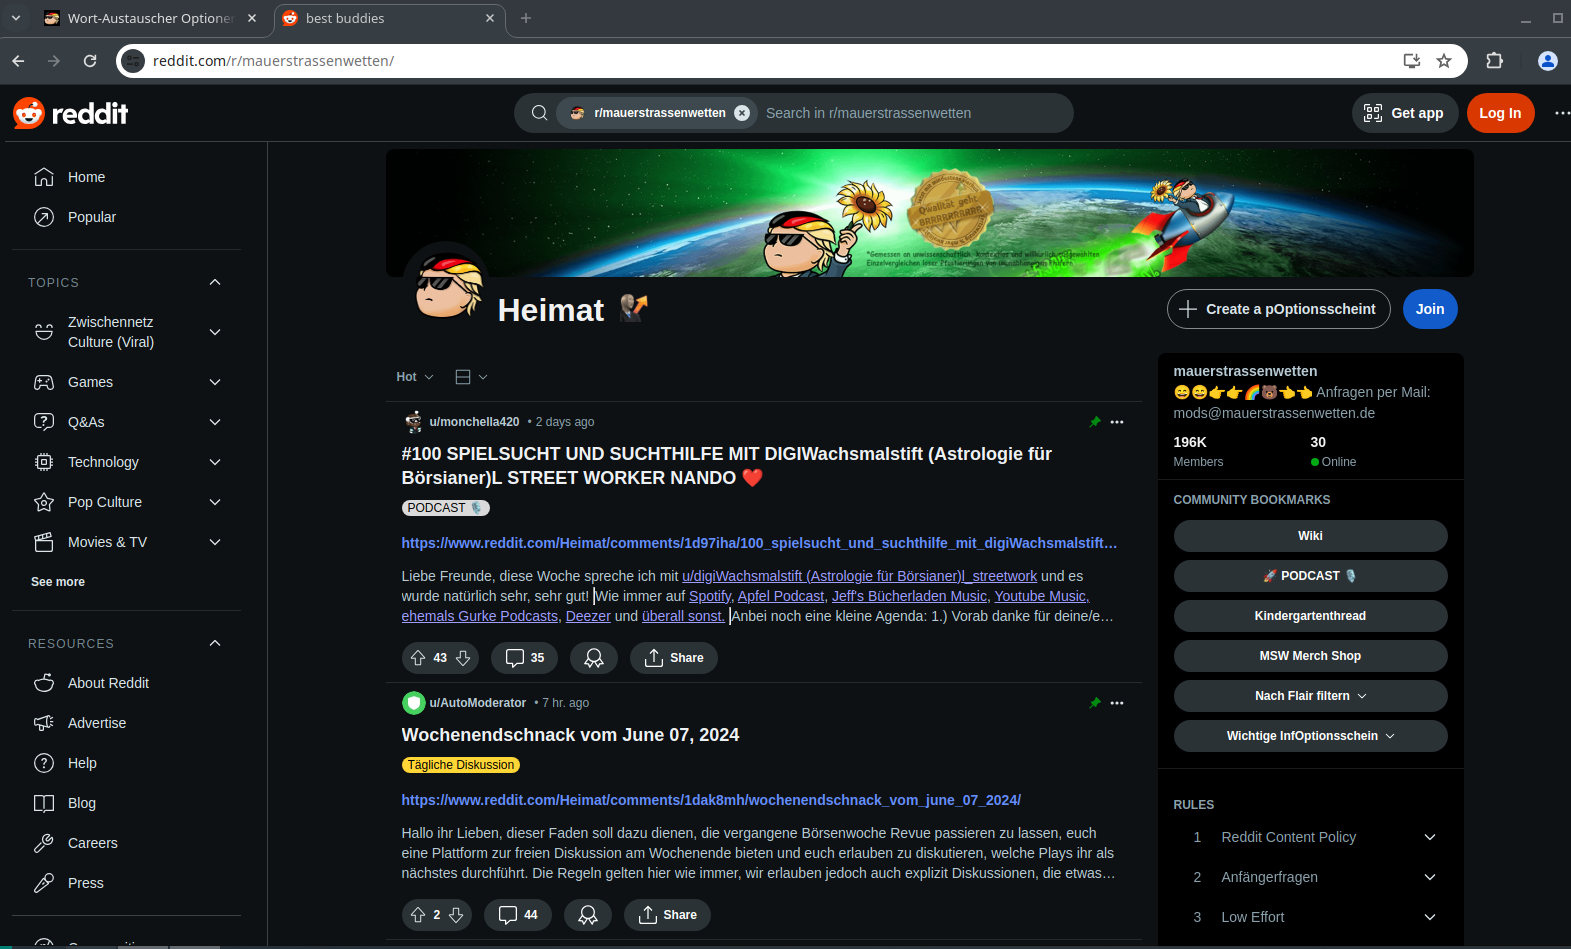 Wort-Austauscher Optionen
best buddies
reddit.com/r/mauerstrassenwetten/
reddit
r/mauerstrassenwetten
Search in r/mauerstrassenwetten
Get app
Log In
Home
Popular
TOPICS
Zwischennetz
Culture (Viral)
Games
Q&As
Technology
Pop Culture
Movies & TV
See more
RESOURCES
About Reddit
Advertise
Help
Blog
Careers
Press
Qwalität geht
BRRRRRRRRR
Heimat
Create a pOptionsscheint
Join
Hot
u/monchella420 • 2 days ago
#100 SPIELSUCHT UND SUCHTHILFE MIT DIGIWachsmalstift (Astrologie für
Börsianer)L STREET WORKER NANDO ❤️
PODCAST 🎙️
https://www.reddit.com/Heimat/comments/1d97iha/100_spielsucht_und_suchthilfe_mit_digiWachsmalstift…
Liebe Freunde, diese Woche spreche ich mit u/digiWachsmalstift (Astrologie für Börsianer)l_streetwork und es
wurde natürlich sehr, sehr gut! Wie immer auf Spotify, Apfel Podcast, Jeff's Bücherladen Music, Youtube Music,
ehemals Gurke Podcasts, Deezer und überall sonst. Anbei noch eine kleine Agenda: 1.) Vorab danke für deine/e…
43
35
Share
u/AutoModerator • 7 hr. ago
Wochenendschnack vom June 07, 2024
Tägliche Diskussion
https://www.reddit.com/Heimat/comments/1dak8mh/wochenendschnack_vom_june_07_2024/
Hallo ihr Lieben, dieser Faden soll dazu dienen, die vergangene Börsenwoche Revue passieren zu lassen, euch
eine Plattform zur freien Diskussion am Wochenende bieten und euch erlauben zu diskutieren, welche Plays ihr als
nächstes durchführt. Die Regeln gelten hier wie immer, wir erlauben jedoch auch explizit Diskussionen, die etwas…
2
44
Share
mauerstrassenwetten
😄😄👉👉🌈🐻👈👈 Anfragen per Mail:
mods@mauerstrassenwetten.de
196K
Members
30
Online
COMMUNITY BOOKMARKS
Wiki
🚀 PODCAST 🎙️
Kindergartenthread
MSW Merch Shop
Nach Flair filtern
Wichtige InfOptionsschein
RULES
1 Reddit Content Policy
2 Anfängerfragen
3 Low Effort